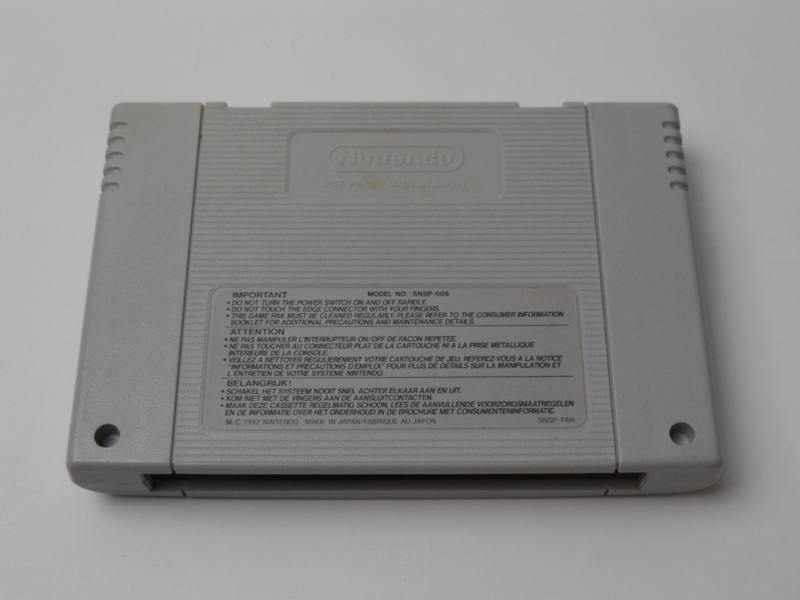 Nintendo
PAT. PEND. MADE IN JAPAN
IMPORTANT MODEL NO.: SNSP-006
• DO NOT TURN THE POWER SWITCH ON AND OFF RAPIDLY.
• DO NOT TOUCH THE EDGE CONNECTOR WITH YOUR FINGERS.
• THIS GAME PAK MUST BE CLEANED REGULARLY. PLEASE REFER TO THE CONSUMER INFORMATION
BOOKLET FOR ADDITIONAL PRECAUTIONS AND MAINTENANCE DETAILS.
ATTENTION
• NE PAS MANIPULER L'INTERRUPTEUR ON/OFF DE FACON REPETEE.
• NE PAS TOUCHER AU CONNECTEUR PLAT DE LA CARTOUCHE NI A LA PRISE METALLIQUE
INTERIEURE DE LA CONSOLE.
• VEILLEZ A NETTOYER REGULIEREMENT VOTRE CARTOUCHE DE JEU. REFEREZ-VOUS A LA NOTICE
"INFORMATIONS ET PRECAUTIONS D'EMPLOI" POUR PLUS DE DETAILS SUR LA MANIPULATION ET
L'ENTRETIEN DE VOTRE SYSTEME NINTENDO.
BELANGRIJK!
• SCHAKEL HET SYSTEEM NOOIT SNEL ACHTER ELKAAR AAN EN UIT.
• KOM NIET MET DE VINGERS AAN DE AANSLUITCONTACTEN.
• MAAK DEZE CASSETTE REGELMATIG SCHOON. LEES DE AANVULLENDE VOORZORGSMAATREGELEN
EN DE INFORMATIE OVER HET ONDERHOUD IN DE BROCHURE MET CONSUMENTENINFORMATIE.
M·C 1992 NINTENDO MADE IN JAPAN/FABRIQUE AU JAPON SNSP-FAH